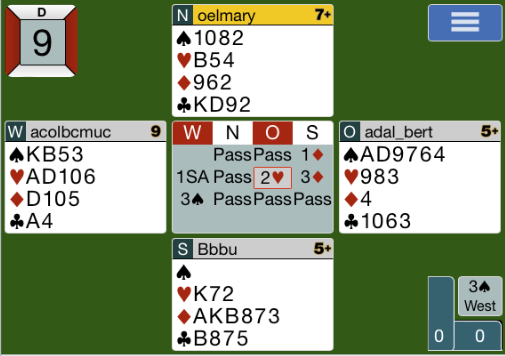 D
9
N oelmary 7+
♠1082
♥B54
♦962
♣KD92
W acolbcmuc 9
♠KB53
♥AD106
♦D105
♣A4
W N O S
Pass Pass 1♦
1SA Pass 2♥ 3♦
3♠ Pass Pass Pass
O adal_bert 5+
♠AD9764
♥983
♦4
♣1063
S Bbbu 5+
♠
♥K72
♦AKB873
♣B875
3♠
West
0 0